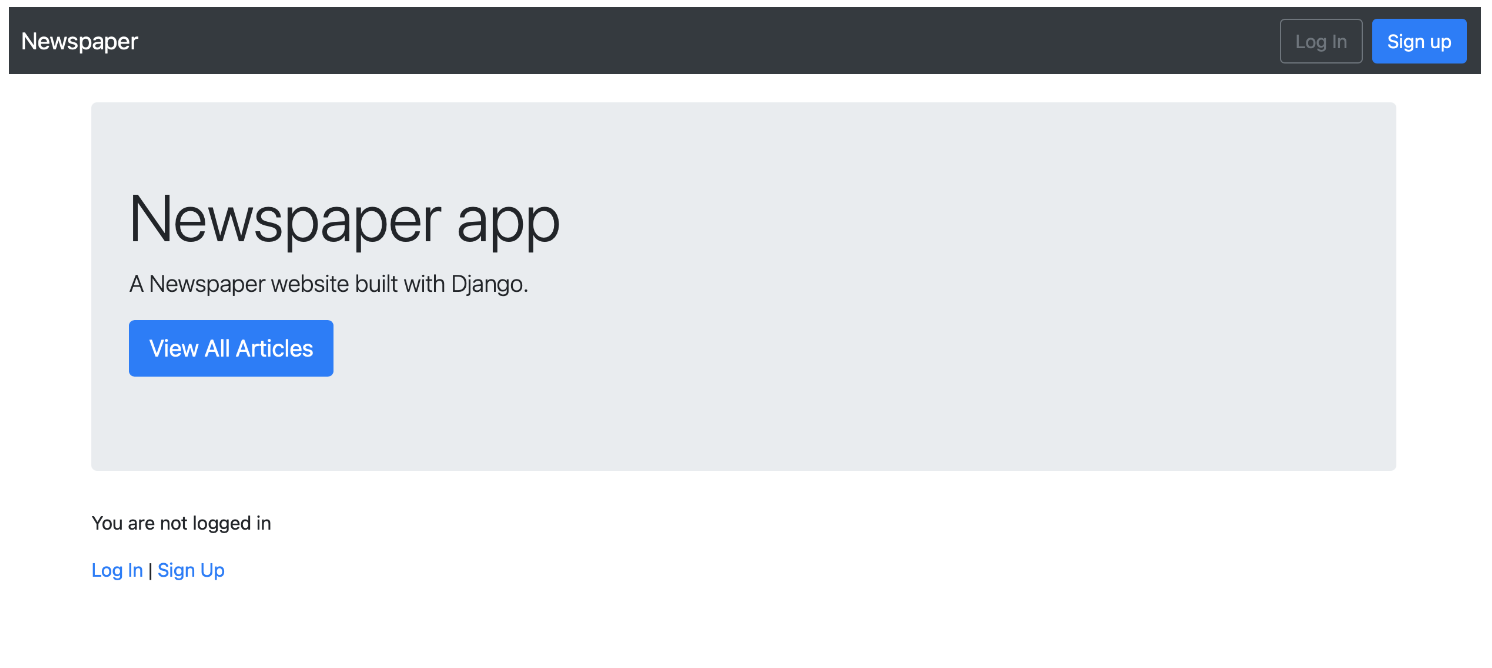 Newspaper Log In Sign up
Newspaper app
A Newspaper website built with Django.
View All Articles
You are not logged in
Log In | Sign Up